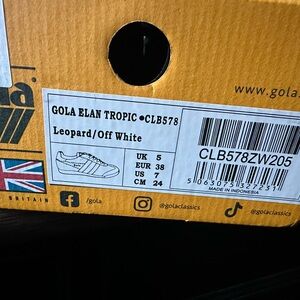 www.gola.
GOLA ELAN TROPIC ●CLB578
Leopard/Off White
UK 5
EUR 38
US 7
CM 24
CLB578ZW205
5 063075 327251
MADE IN INDONESIA
BRITAIN
/gola
@golaclassics
@golaclassics